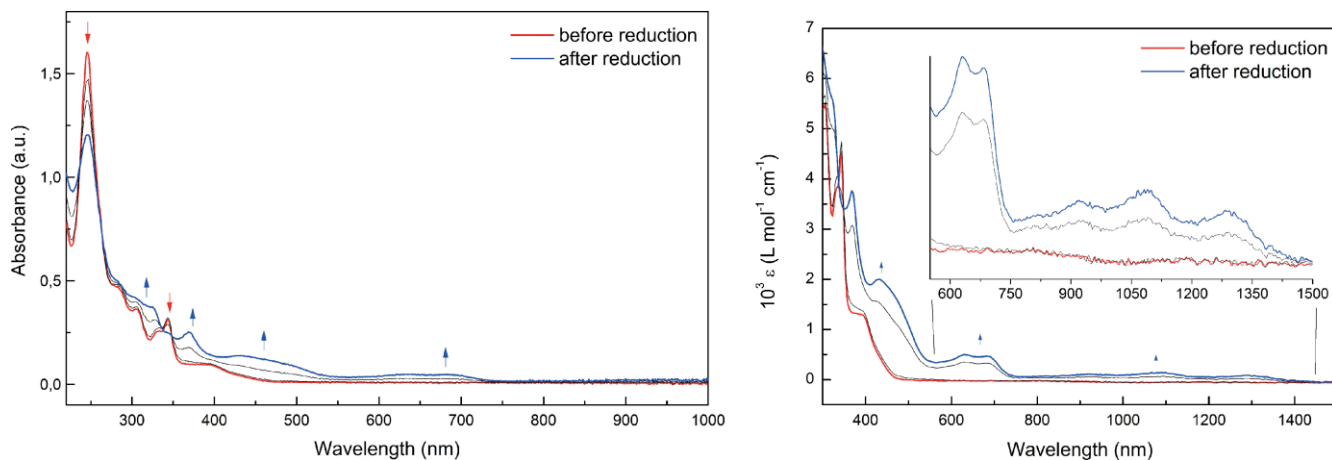 before reduction
after reduction
Absorbance (a.u.)
1,5
1,0
0,5
0,0
300 400 500 600 700 800 900 1000
Wavelength (nm)
before reduction
after reduction
10³ ε (L mol⁻¹ cm⁻¹)
7
6
5
4
3
2
1
0
600 750 900 1050 1200 1350 1500
400 600 800 1000 1200 1400
Wavelength (nm)